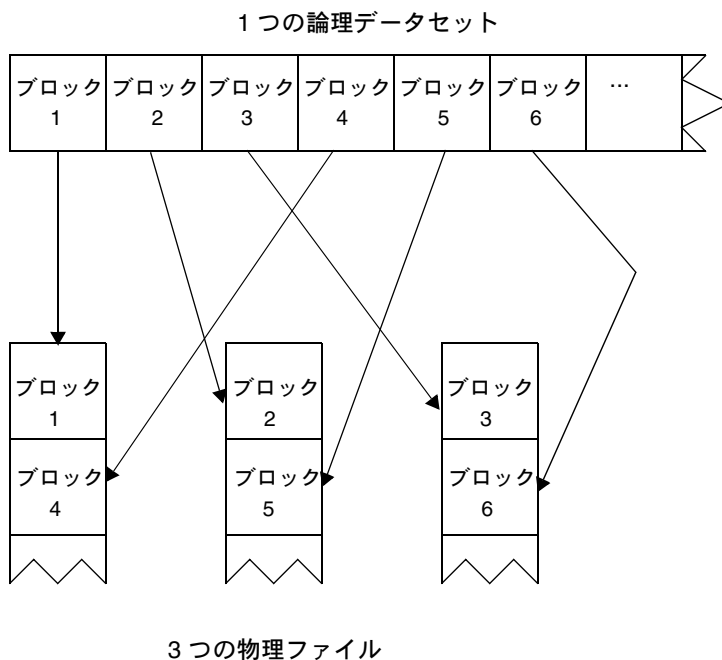 1 つの論理データセット
ブロック ブロック ブロック ブロック ブロック ブロック …
1 2 3 4 5 6
ブロック ブロック ブロック
1 2 3
ブロック ブロック ブロック
4 5 6
3 つの物理ファイル